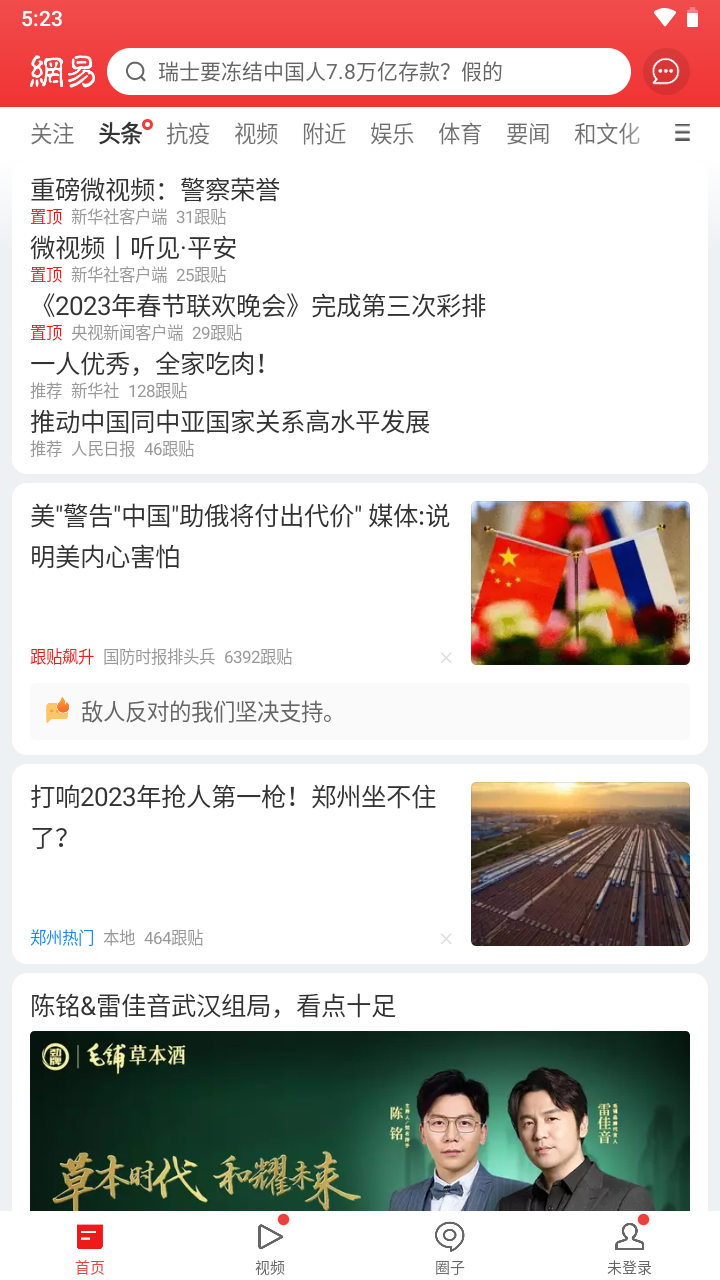 5:23
網易
瑞士要冻结中国人7.8万亿存款？假的
关注 头条 抗疫 视频 附近 娱乐 体育 要闻 和文化
重磅微视频：警察荣誉
置顶 新华社客户端 31跟贴
微视频丨听见·平安
置顶 新华社客户端 25跟贴
《2023年春节联欢晚会》完成第三次彩排
置顶 央视新闻客户端 29跟贴
一人优秀，全家吃肉！
推荐 新华社 128跟贴
推动中国同中亚国家关系高水平发展
推荐 人民日报 46跟贴
美"警告"中国"助俄将付出代价" 媒体:说
明美内心害怕
跟贴飙升 国防时报排头兵 6392跟贴
敌人反对的我们坚决支持。
打响2023年抢人第一枪！郑州坐不住
了？
郑州热门 本地 464跟贴
陈铭&雷佳音武汉组局，看点十足
劲牌 毛铺草本酒
陈铭
雷佳音
草本时代 和耀未来
首页 视频 圈子 未登录